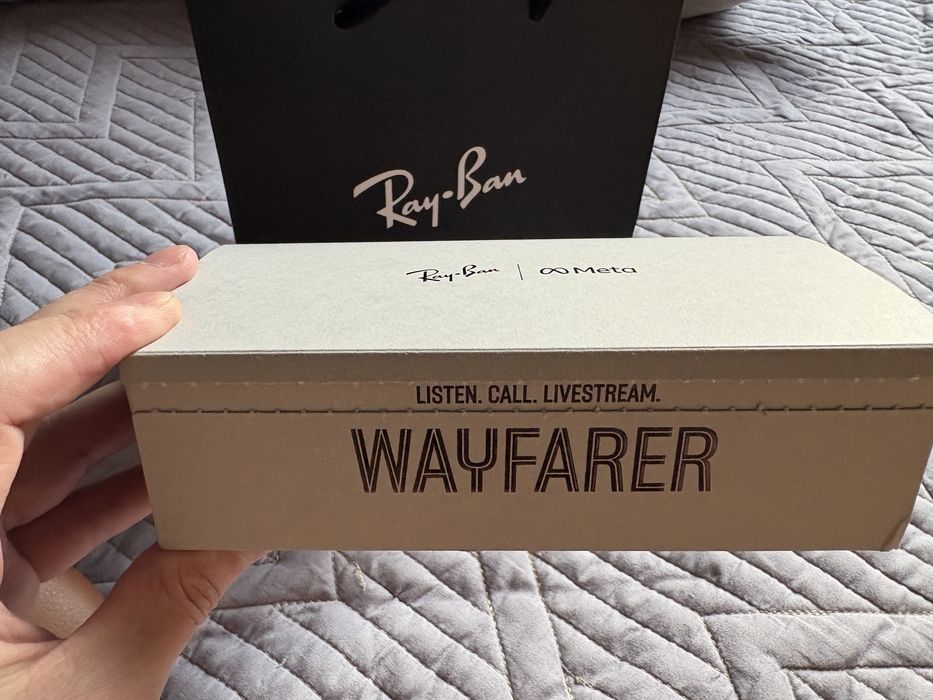 Ray-Ban
Ray-Ban | Meta
LISTEN. CALL. LIVESTREAM.
WAYFARER